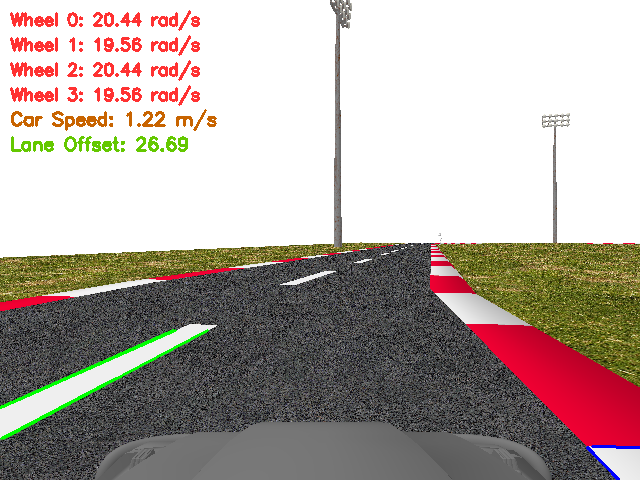 Wheel 0: 20.44 rad/s
Wheel 1: 19.56 rad/s
Wheel 2: 20.44 rad/s
Wheel 3: 19.56 rad/s
Car Speed: 1.22 m/s
Lane Offset: 26.69